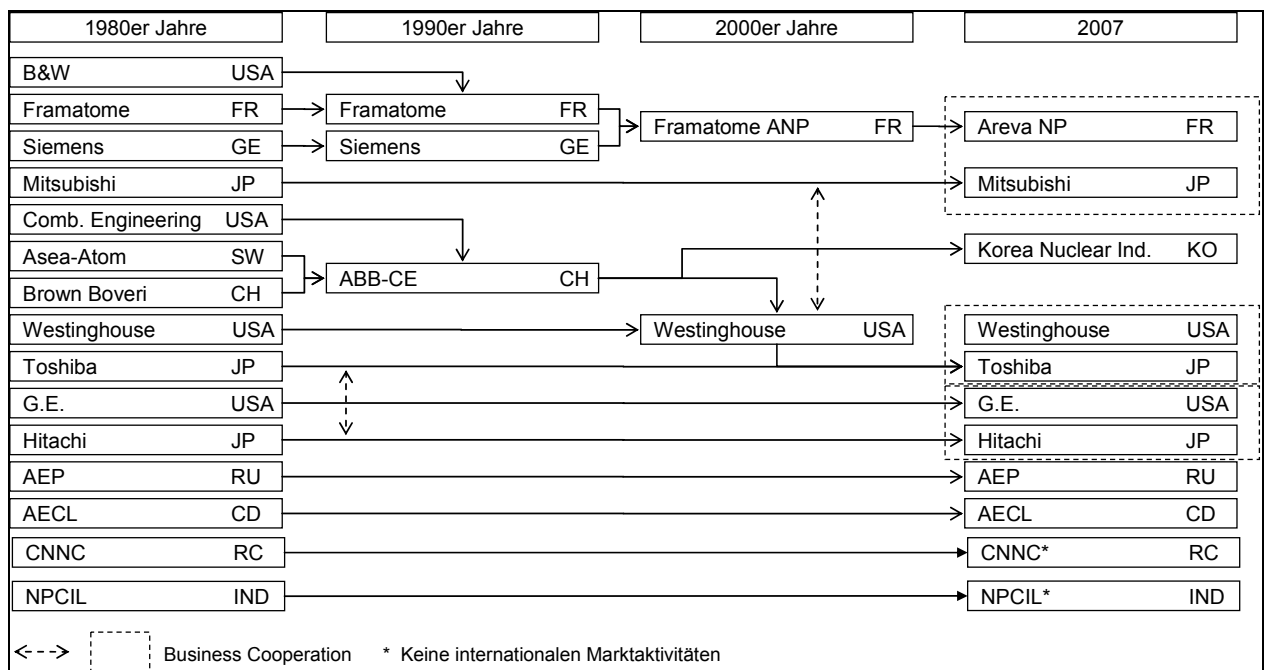 1980er Jahre 1990er Jahre 2000er Jahre 2007
B&W USA
Framatome FR Framatome FR Framatome ANP FR Areva NP FR
Siemens GE Siemens GE
Mitsubishi JP Mitsubishi JP
Comb. Engineering USA
Asea-Atom SW Korea Nuclear Ind. KO
ABB-CE CH
Brown Boveri CH
Westinghouse USA Westinghouse USA Westinghouse USA
Toshiba JP Toshiba JP
G.E. USA G.E. USA
Hitachi JP Hitachi JP
AEP RU AEP RU
AECL CD AECL CD
CNNC RC CNNC* RC
NPCIL IND NPCIL* IND
Business Cooperation * Keine internationalen Marktaktivitäten